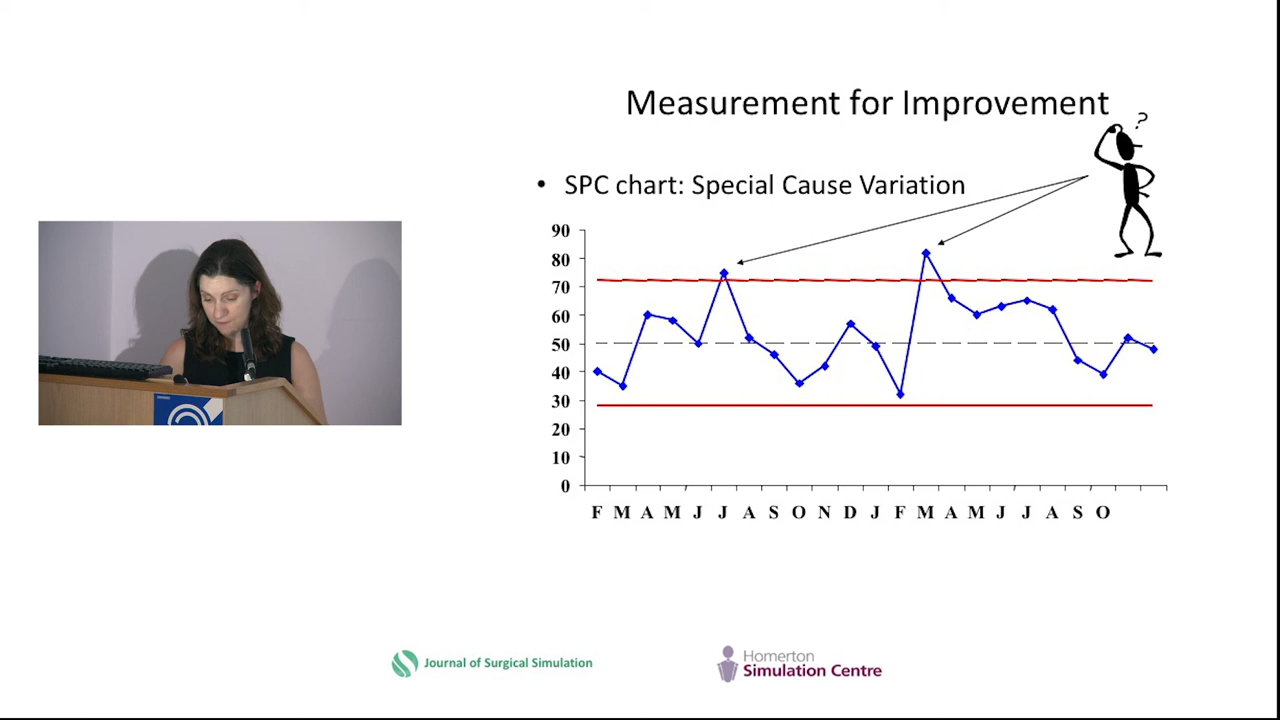 Measurement for Improvement
?
• SPC chart: Special Cause Variation
90
80
70
60
50
40
30
20
10
0
F M A M J J A S O N D J F M A M J J A S O
Journal of Surgical Simulation
Homerton
Simulation Centre